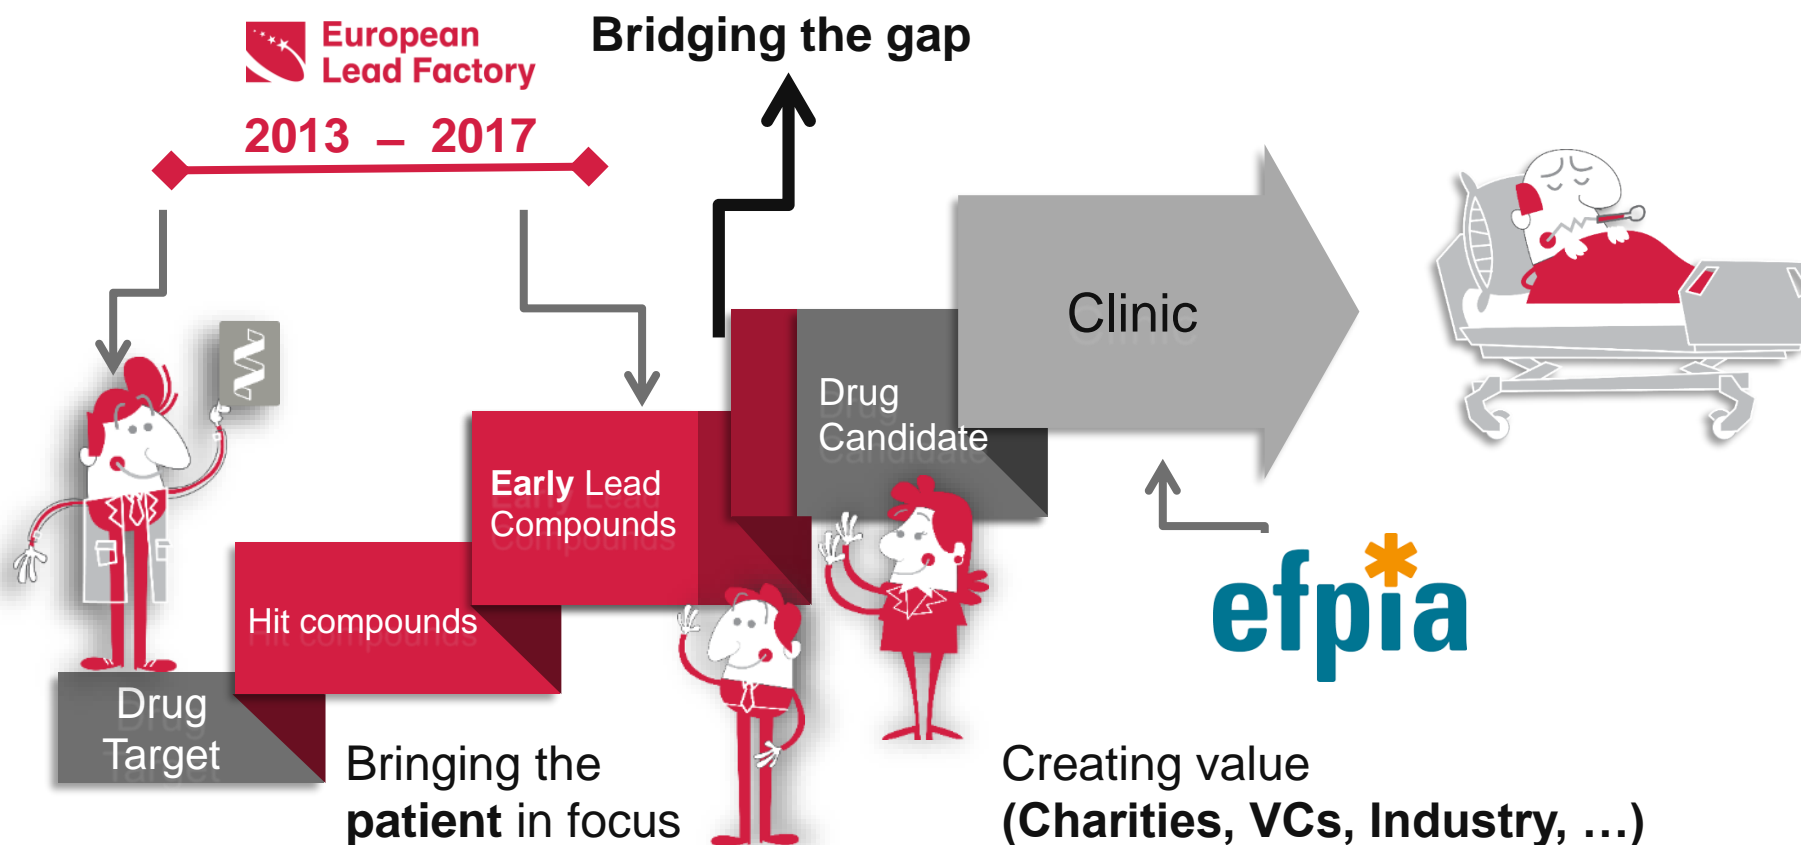 European
Lead Factory
Bridging the gap
2013 – 2017
Clinic
Drug
Candidate
Early Lead
Compounds
Hit compounds
efpia
Drug
Target
Bringing the
patient in focus
Creating value
(Charities, VCs, Industry, …)